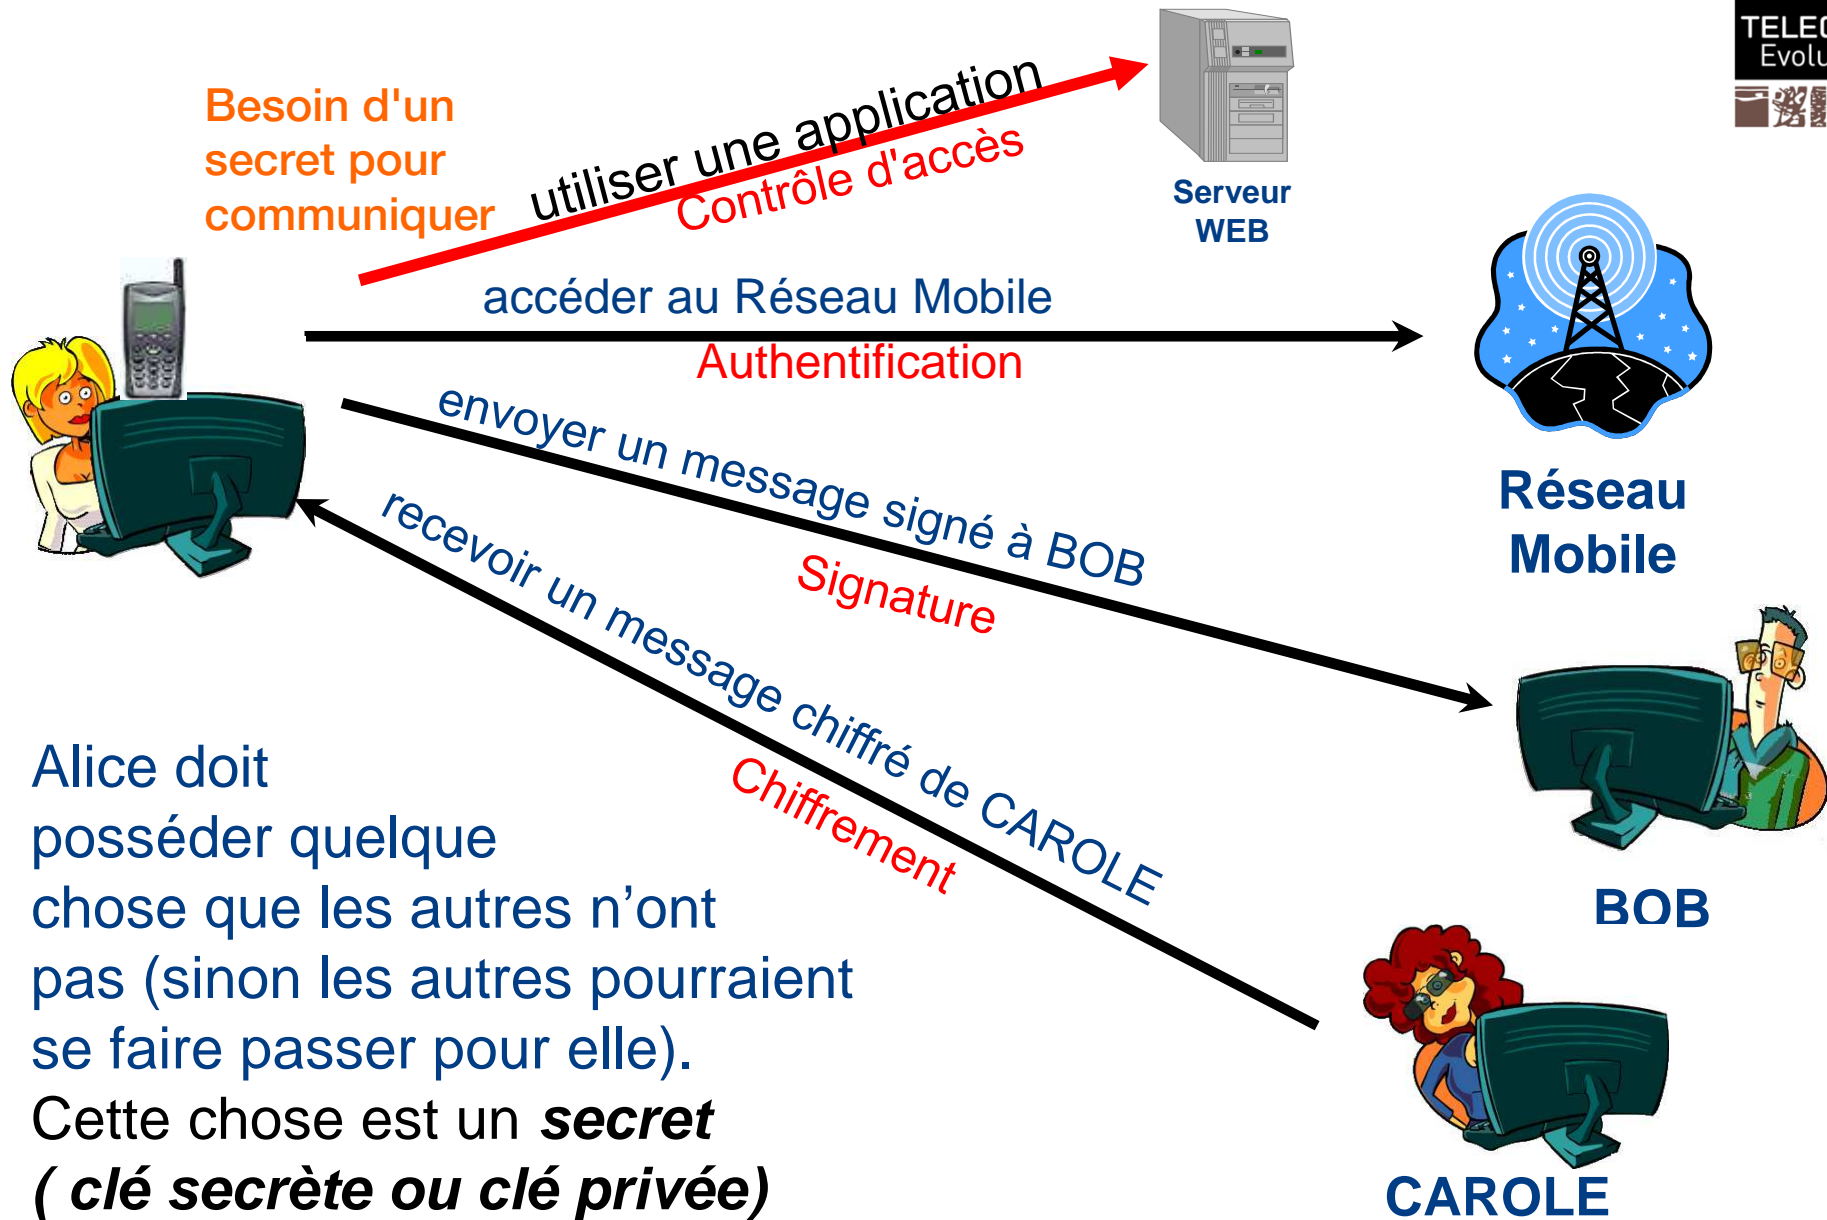 TELEC
Evolu
Besoin d'un
secret pour
communiquer
utiliser une application
Contrôle d'accès
Serveur
WEB
accéder au Réseau Mobile
Authentification
Réseau
Mobile
envoyer un message signé à BOB
Signature
recevoir un message chiffré de CAROLE
Chiffrement
BOB
Alice doit
posséder quelque
chose que les autres n’ont
pas (sinon les autres pourraient
se faire passer pour elle).
Cette chose est un secret
( clé secrète ou clé privée)
CAROLE